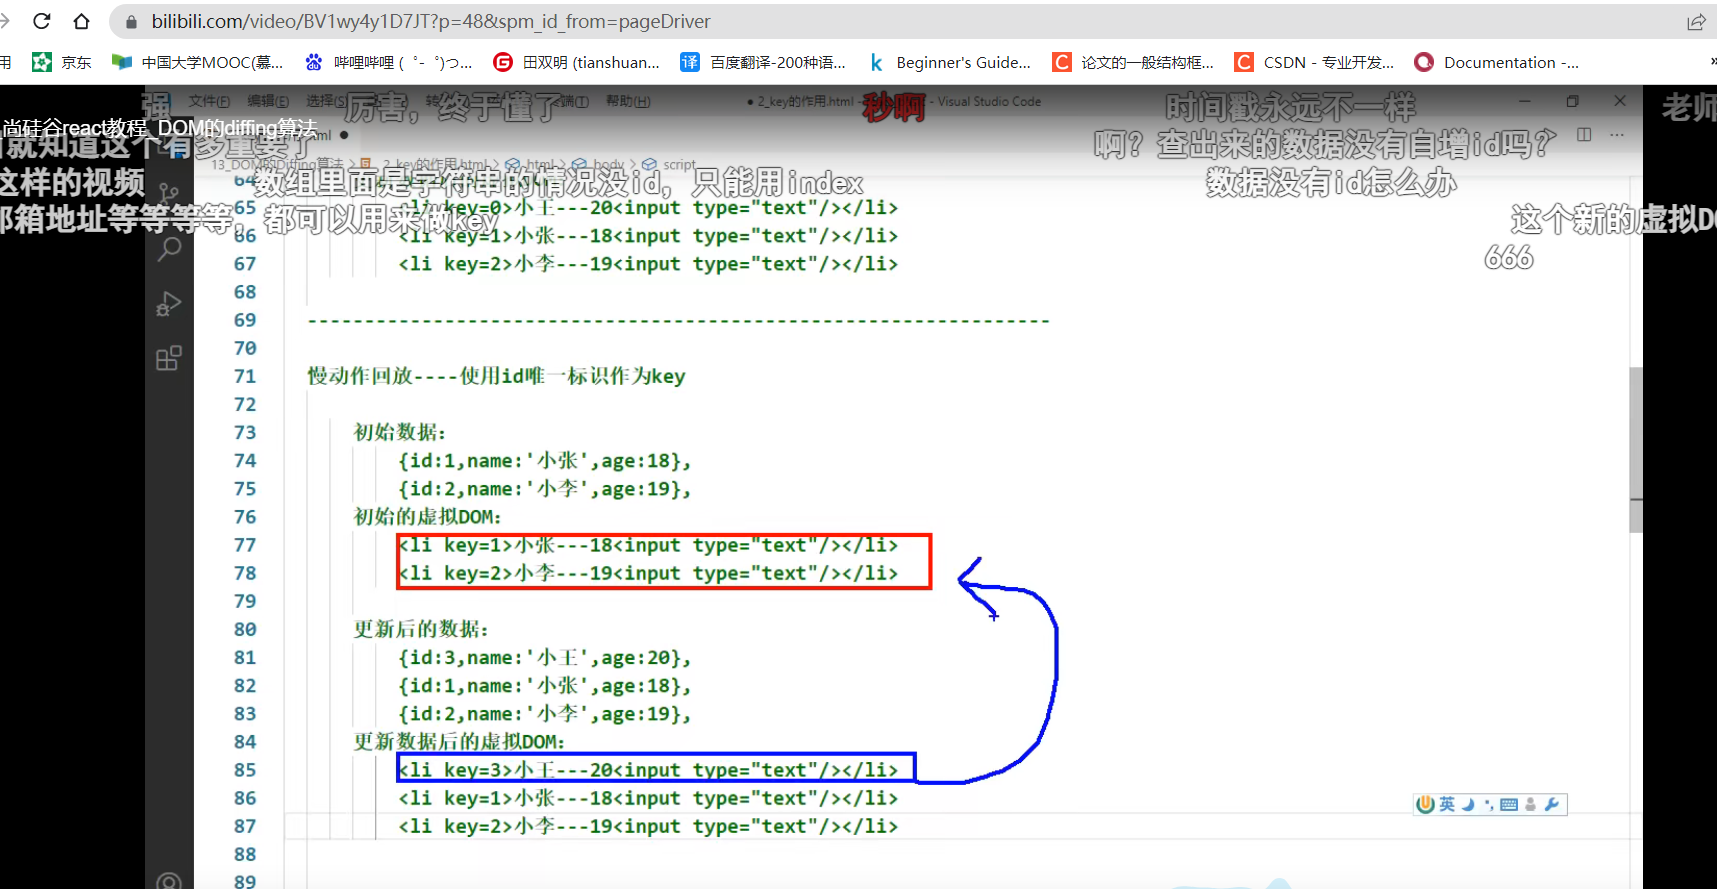 bilibili.com/video/BV1wy4y1D7JT?p=48&spm_id_from=pageDriver
用 京东 中国大学MOOC(慕... 哔哩哔哩 ( ゜- ゜)つ... 田双明 (tianshuan... 译 百度翻译-200种语... k Beginner's Guide... C 论文的一般结构框... C CSDN - 专业开发... Documentation -... »
文件(F) 编辑(E) 选择(S) 帮助(H) ● 2_key的作用.html - Visual Studio Code
强 厉害，终于懂了 秒啊 时间戳永远不一样 老师
尚硅谷react教程_DOM的diffing算法
就知道这个有多重要了 啊？查出来的数据没有自增id吗？
13_DOM的Diffing算法 > 2_key的作用.html > html > body > script
这样的视频 数组里面是字符串的情况没id，只能用index 数据没有id怎么办
邮箱地址等等等等，都可以用来做key 这个新的虚拟DO
666
64
65 <li key=0>小王---20<input type="text"/></li>
66 <li key=1>小张---18<input type="text"/></li>
67 <li key=2>小李---19<input type="text"/></li>
68
69 -----------------------------------------------------------------
70
71 慢动作回放----使用id唯一标识作为key
72
73 初始数据：
74 {id:1,name:'小张',age:18},
75 {id:2,name:'小李',age:19},
76 初始的虚拟DOM：
77 <li key=1>小张---18<input type="text"/></li>
78 <li key=2>小李---19<input type="text"/></li>
79
80 更新后的数据：
81 {id:3,name:'小王',age:20},
82 {id:1,name:'小张',age:18},
83 {id:2,name:'小李',age:19},
84 更新数据后的虚拟DOM：
85 <li key=3>小王---20<input type="text"/></li>
86 <li key=1>小张---18<input type="text"/></li>
英
87 <li key=2>小李---19<input type="text"/></li>
88
89